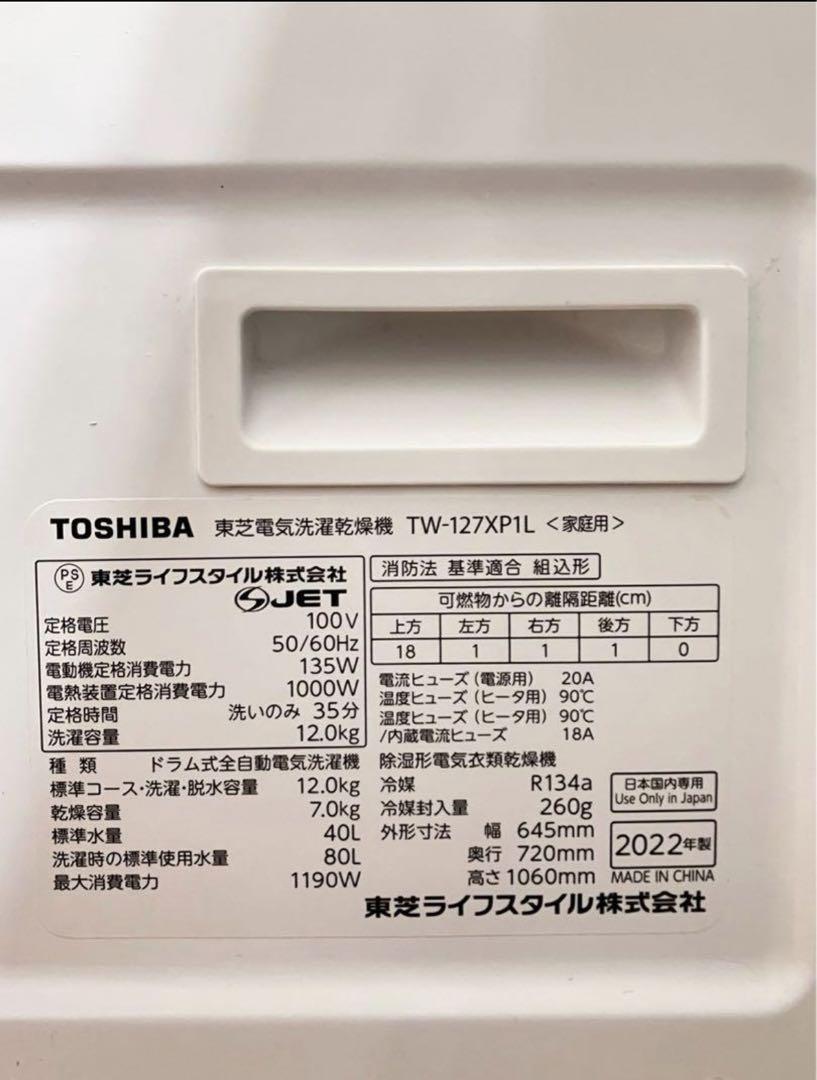 TOSHIBA 東芝電気洗濯乾燥機 TW-127XP1L <家庭用>
PSE 東芝ライフスタイル株式会社
JET
定格電圧 100V
定格周波数 50/60Hz
電動機定格消費電力 135W
電熱装置定格消費電力 1000W
定格時間 洗いのみ 35分
洗濯容量 12.0kg
種 類 ドラム式全自動電気洗濯機
標準コース・洗濯・脱水容量 12.0kg
乾燥容量 7.0kg
標準水量 40L
洗濯時の標準使用水量 80L
最大消費電力 1190W
消防法 基準適合 組込形
可燃物からの離隔距離(cm)
上方 左方 右方 後方 下方
18 1 1 1 0
電流ヒューズ(電源用) 20A
温度ヒューズ(ヒータ用) 90℃
温度ヒューズ(ヒータ用) 90℃
/内蔵電流ヒューズ 18A
除湿形電気衣類乾燥機
冷媒 R134a
冷媒封入量 260g
外形寸法 幅 645mm
奥行 720mm
高さ 1060mm
日本国内専用
Use Only in Japan
2022年製
MADE IN CHINA
東芝ライフスタイル株式会社